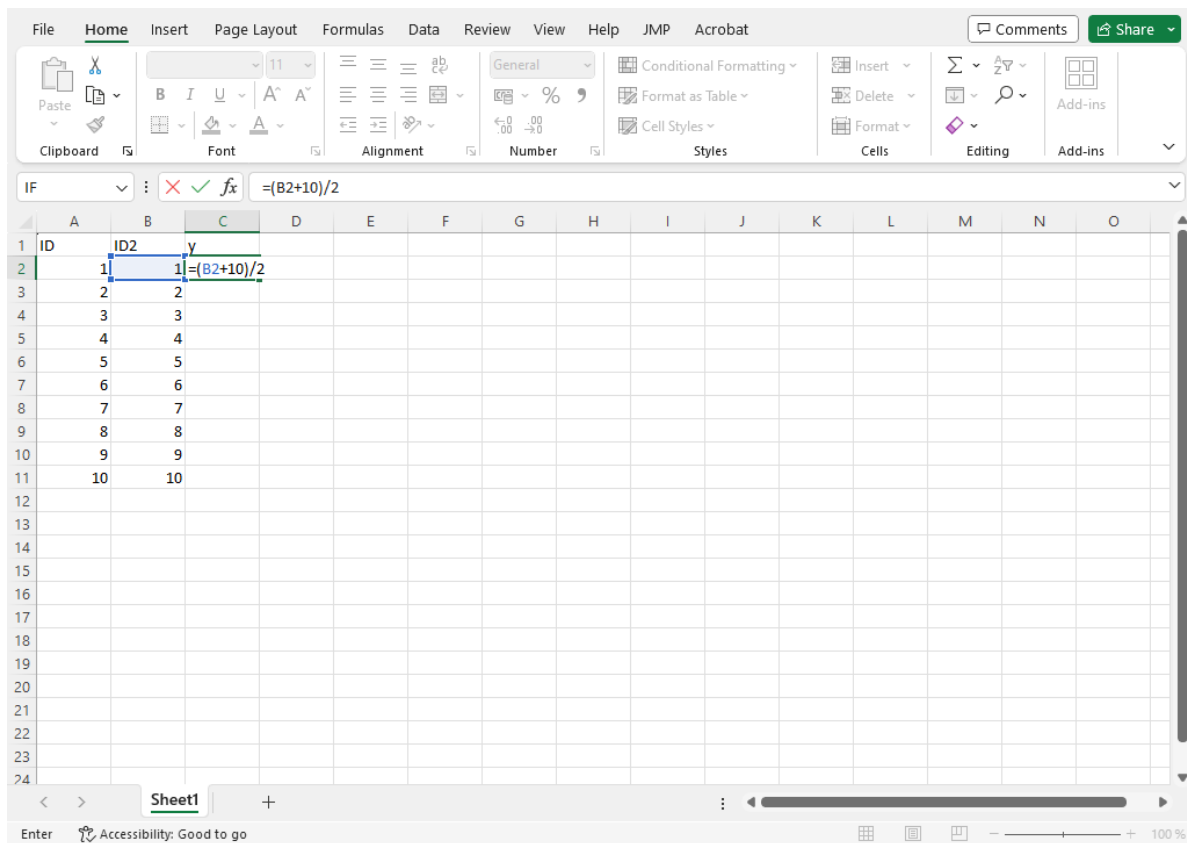 File Home Insert Page Layout Formulas Data Review View Help JMP Acrobat Comments Share
11 ab General Conditional Formatting Insert
Paste B I U A A % Format as Table Delete Add-ins
A Cell Styles Format
Clipboard Font Alignment Number Styles Cells Editing Add-ins
IF fx =(B2+10)/2
A B C D E F G H I J K L M N O
1 ID ID2 y
2 1 1 =(B2+10)/2
3 2 2
4 3 3
5 4 4
6 5 5
7 6 6
8 7 7
9 8 8
10 9 9
11 10 10
12
13
14
15
16
17
18
19
20
21
22
23
24
Sheet1
Enter Accessibility: Good to go 100 %